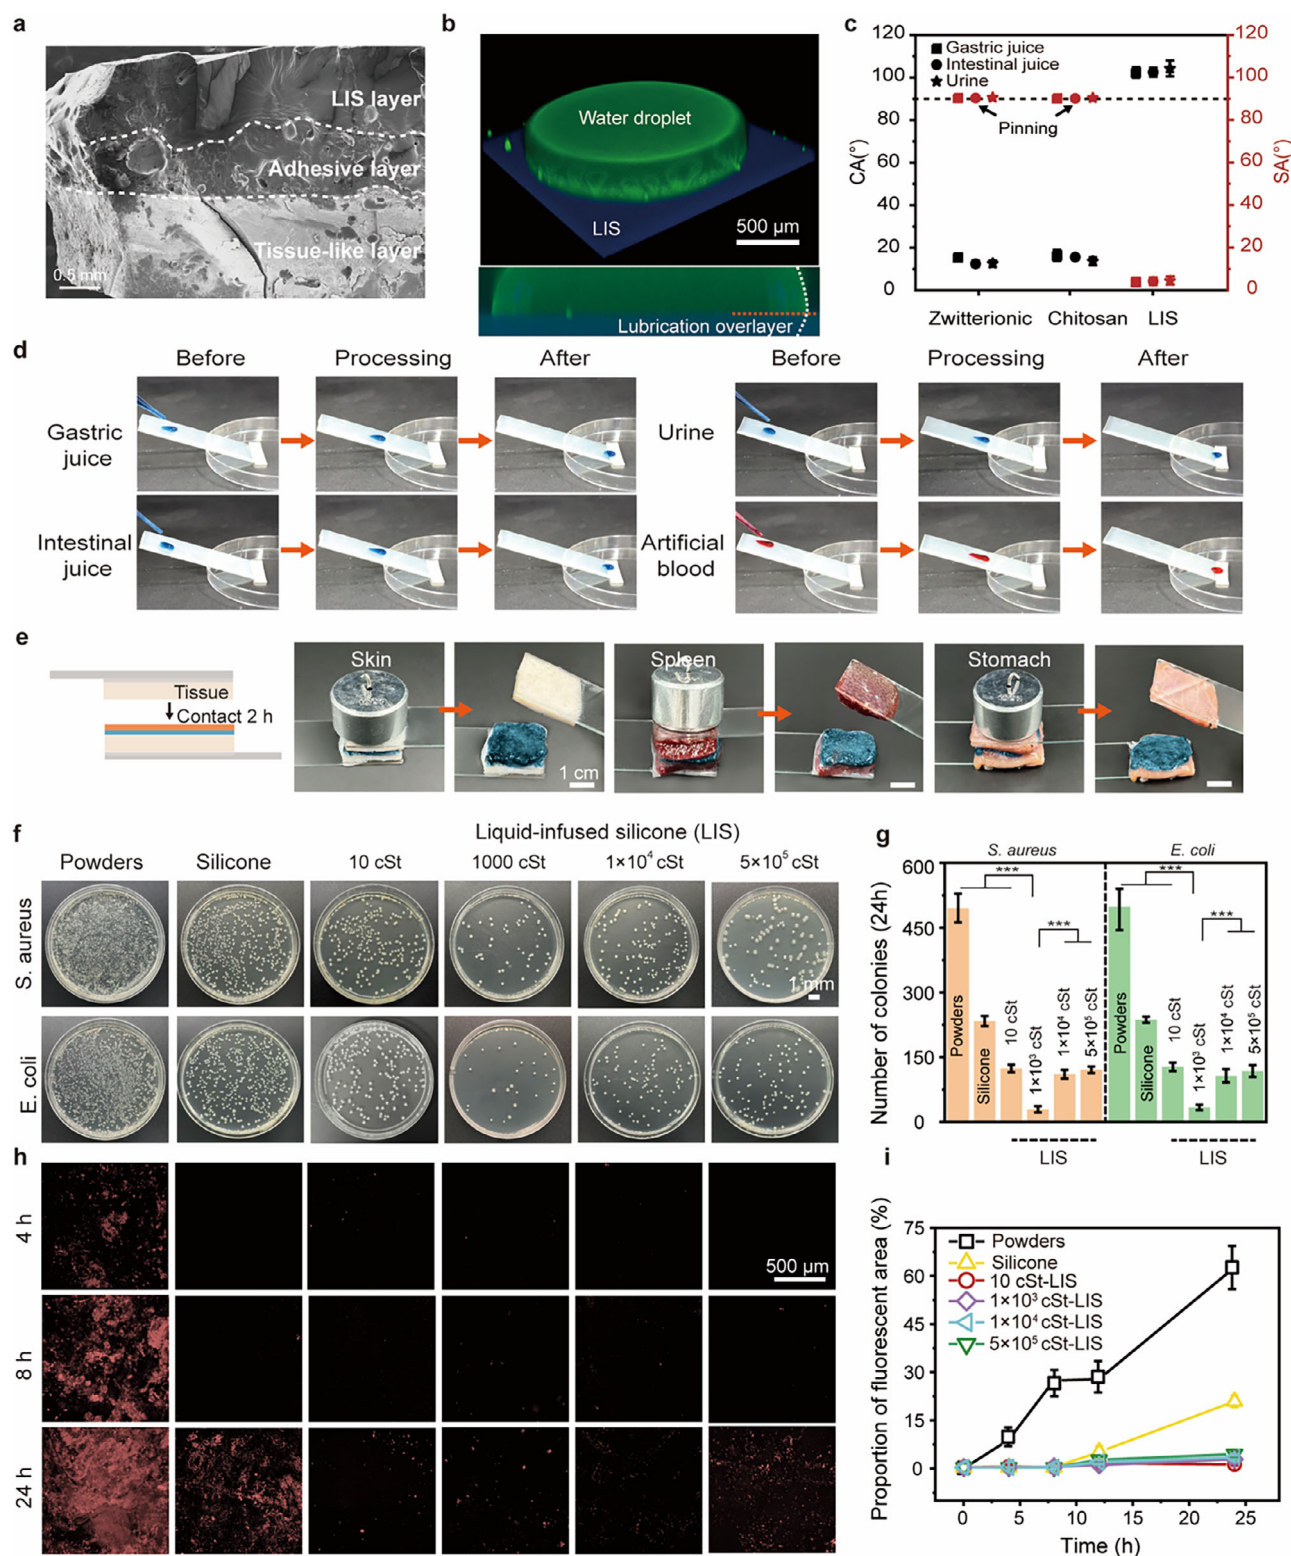 a
LIS layer
Adhesive layer
Tissue-like layer
0.5 mm
b
Water droplet
LIS
500 µm
Lubrication overlayer
c
120
100
80
60
40
20
0
CA(°)
Gastric juice
Intestinal juice
Urine
Pinning
120
100
80
60
40
20
0
SA(°)
Zwitterionic Chitosan LIS
d
Before Processing After
Before Processing After
Gastric
juice
Urine
Intestinal
juice
Artificial
blood
e
Tissue
Contact 2 h
Skin
1 cm
Spleen
Stomach
f
Liquid-infused silicone (LIS)
Powders Silicone 10 cSt 1000 cSt 1×10⁴ cSt 5×10⁵ cSt
S. aureus
1 mm
E. coli
g
S. aureus E. coli
Number of colonies (24h)
600
450
300
150
0
***
***
***
***
Powders
Silicone
10 cSt
1×10³ cSt
1×10⁴ cSt
5×10⁵ cSt
Powders
Silicone
10 cSt
1×10³ cSt
1×10⁴ cSt
5×10⁵ cSt
LIS LIS
h
4 h
500 µm
8 h
24 h
i
Proportion of fluorescent area (%)
75
60
45
30
15
0
Powders
Silicone
10 cSt-LIS
1×10³ cSt-LIS
1×10⁴ cSt-LIS
5×10⁵ cSt-LIS
0 5 10 15 20 25
Time (h)